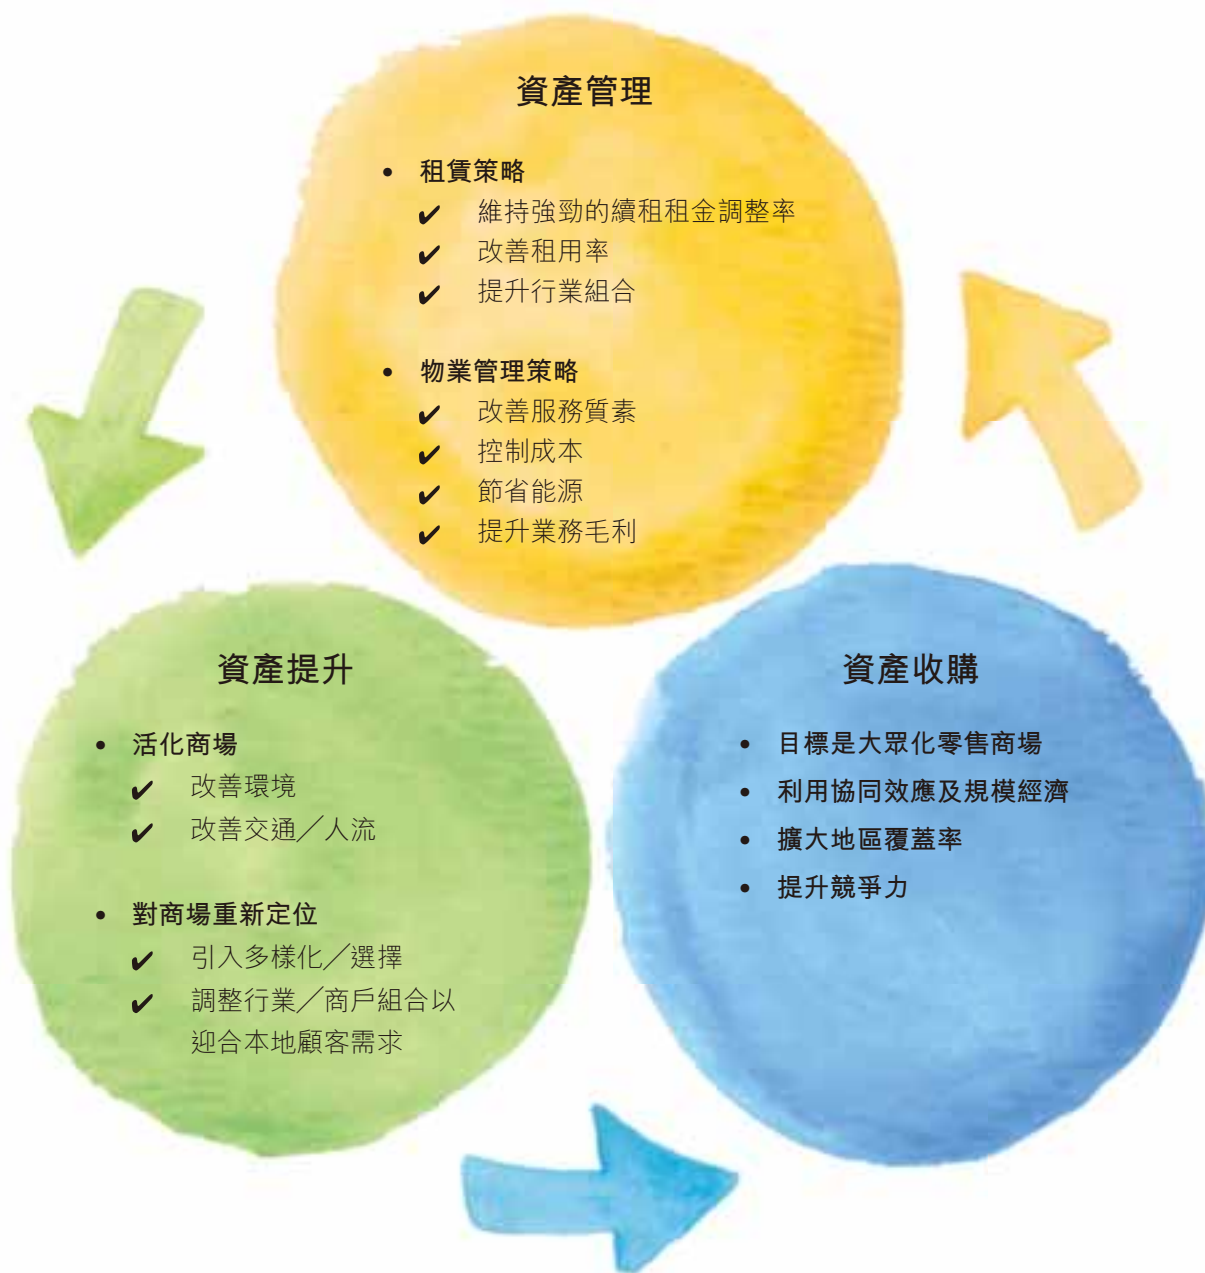 資產管理
• 租賃策略
✔ 維持強勁的續租租金調整率
✔ 改善租用率
✔ 提升行業組合
• 物業管理策略
✔ 改善服務質素
✔ 控制成本
✔ 節省能源
✔ 提升業務毛利
資產提升
• 活化商場
✔ 改善環境
✔ 改善交通／人流
• 對商場重新定位
✔ 引入多樣化／選擇
✔ 調整行業／商戶組合以
迎合本地顧客需求
資產收購
• 目標是大眾化零售商場
• 利用協同效應及規模經濟
• 擴大地區覆蓋率
• 提升競爭力